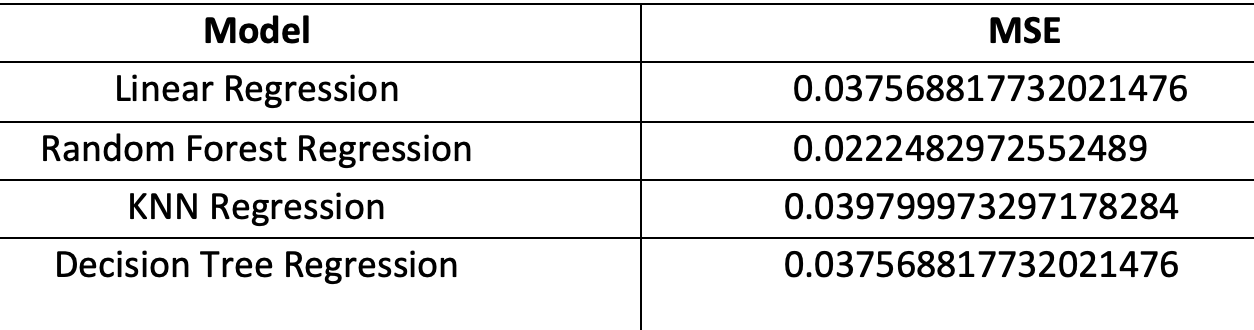 Model MSE
Linear Regression 0.037568817732021476
Random Forest Regression 0.0222482972552489
KNN Regression 0.039799973297178284
Decision Tree Regression 0.037568817732021476